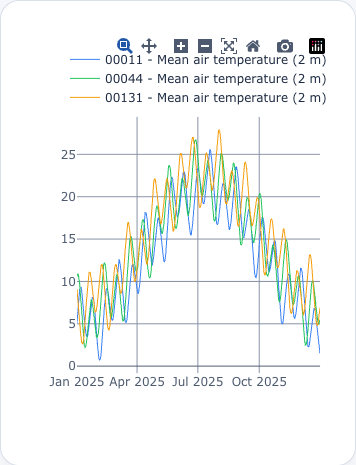 00011 - Mean air temperature (2 m)
00044 - Mean air temperature (2 m)
00131 - Mean air temperature (2 m)
25
20
15
10
5
0
Jan 2025 Apr 2025 Jul 2025 Oct 2025